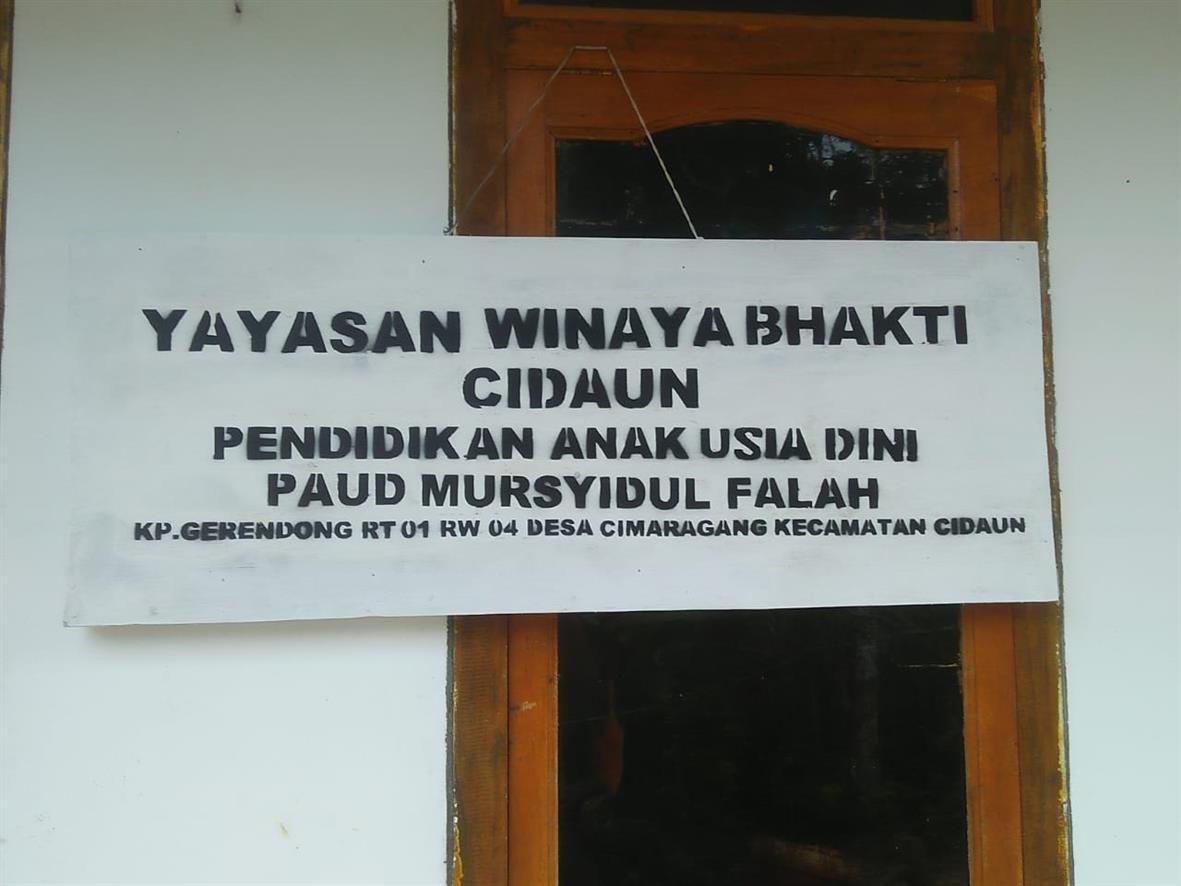 YAYASAN WINAYA BHAKTI
CIDAUN
PENDIDIKAN ANAK USIA DINI
PAUD MURSYIDUL FALAH
KP.GERENDONG RT 01 RW 04 DESA CIMARAGANG KECAMATAN CIDAUN